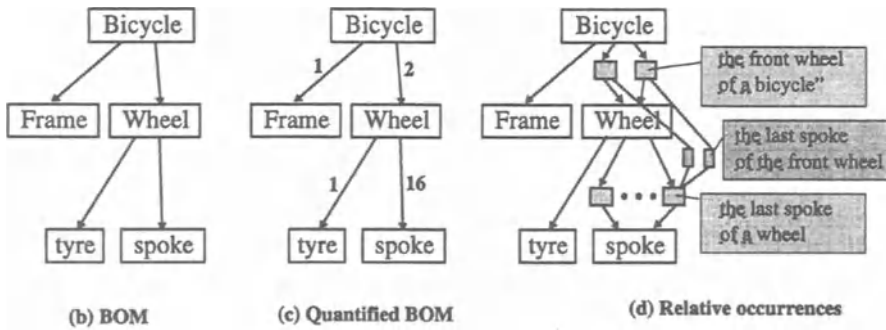 Bicycle
Frame
Wheel
tyre
spoke
(b) BOM
Bicycle
1
2
Frame
Wheel
1
16
tyre
spoke
(c) Quantified BOM
Bicycle
the front wheel
of a bicycle”
Frame
Wheel
the last spoke
of the front wheel
the last spoke
of a wheel
tyre
spoke
(d) Relative occurrences